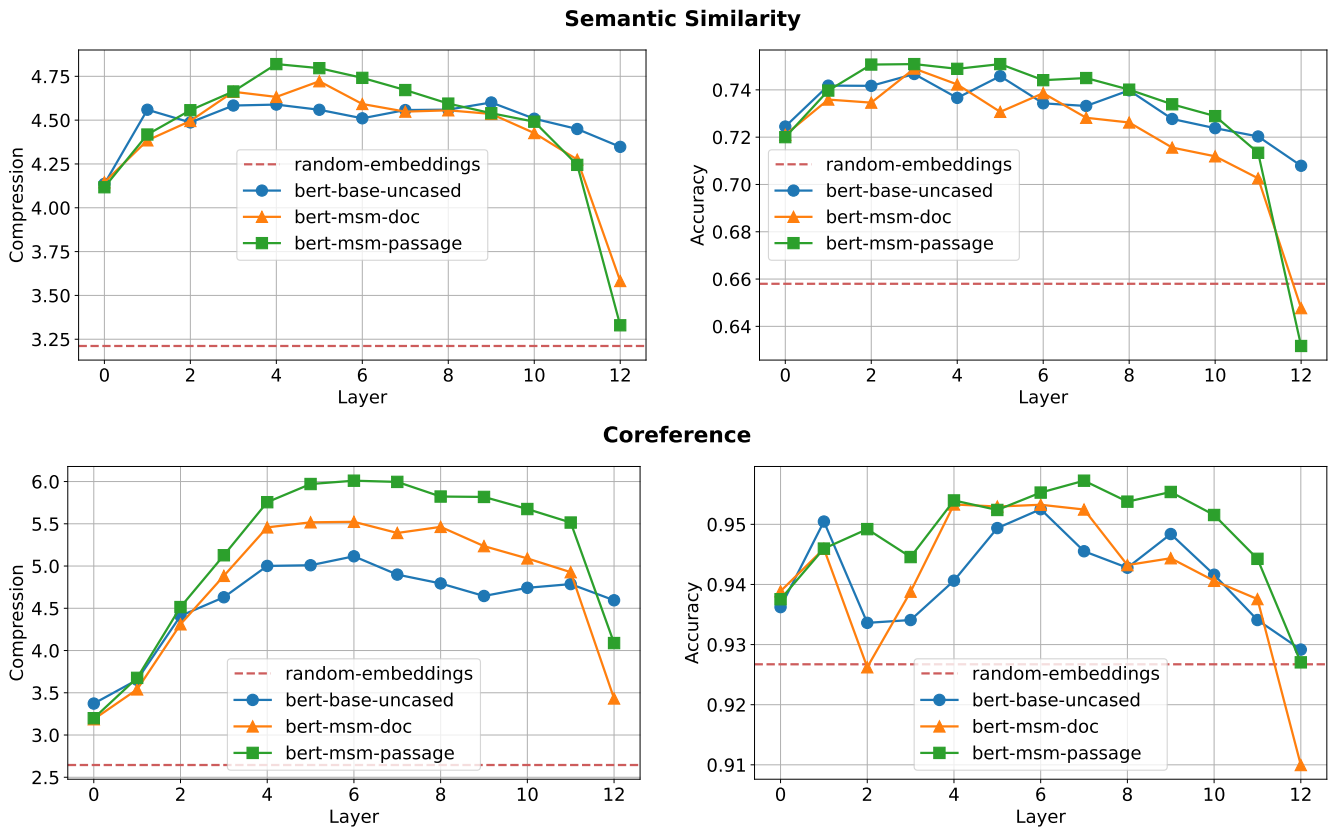 Semantic Similarity
Compression
4.75
4.50
4.25
4.00
3.75
3.50
3.25
random-embeddings
bert-base-uncased
bert-msm-doc
bert-msm-passage
0 2 4 6 8 10 12
Layer
Accuracy
0.74
0.72
0.70
0.68
0.66
0.64
random-embeddings
bert-base-uncased
bert-msm-doc
bert-msm-passage
0 2 4 6 8 10 12
Layer
Coreference
Compression
6.0
5.5
5.0
4.5
4.0
3.5
3.0
2.5
random-embeddings
bert-base-uncased
bert-msm-doc
bert-msm-passage
0 2 4 6 8 10 12
Layer
Accuracy
0.95
0.94
0.93
0.92
0.91
random-embeddings
bert-base-uncased
bert-msm-doc
bert-msm-passage
0 2 4 6 8 10 12
Layer